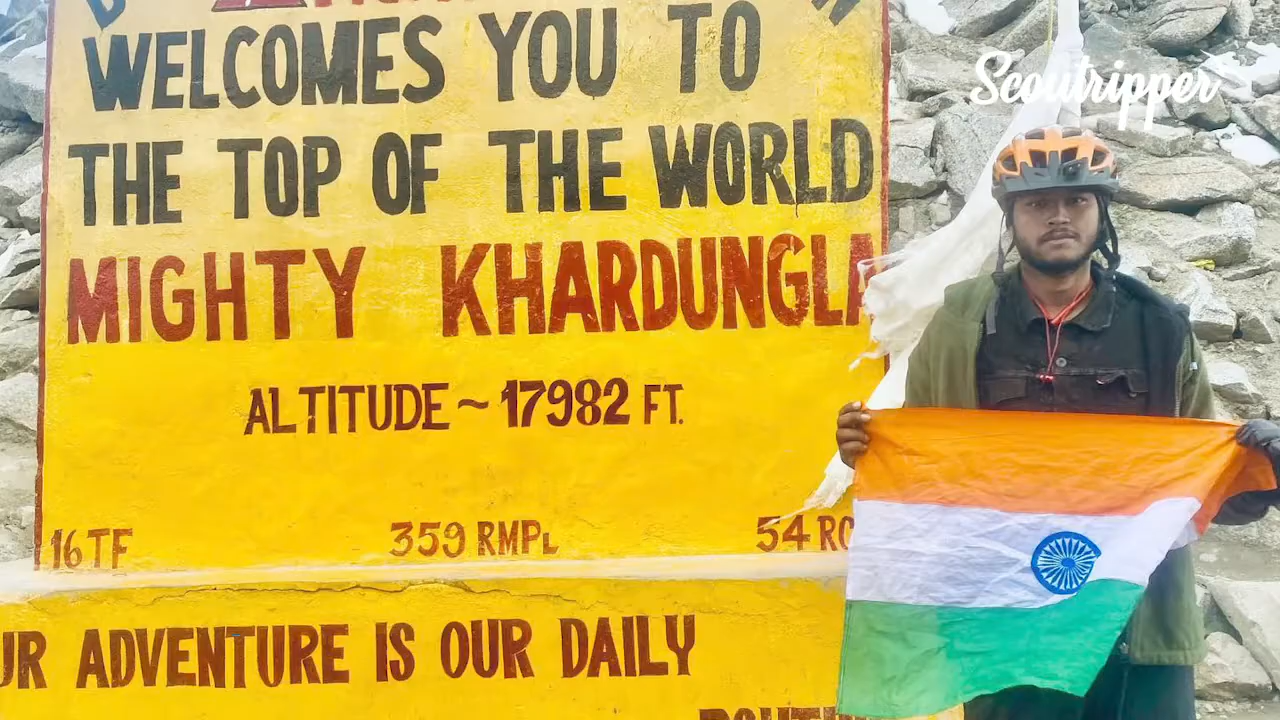 WELCOMES YOU TO
THE TOP OF THE WORLD
MIGHTY KHARDUNGLA
ALTITUDE ~ 17982 FT.
16 TF 359 RMPL 54 RC
UR ADVENTURE IS OUR DAILY
Scoutripper